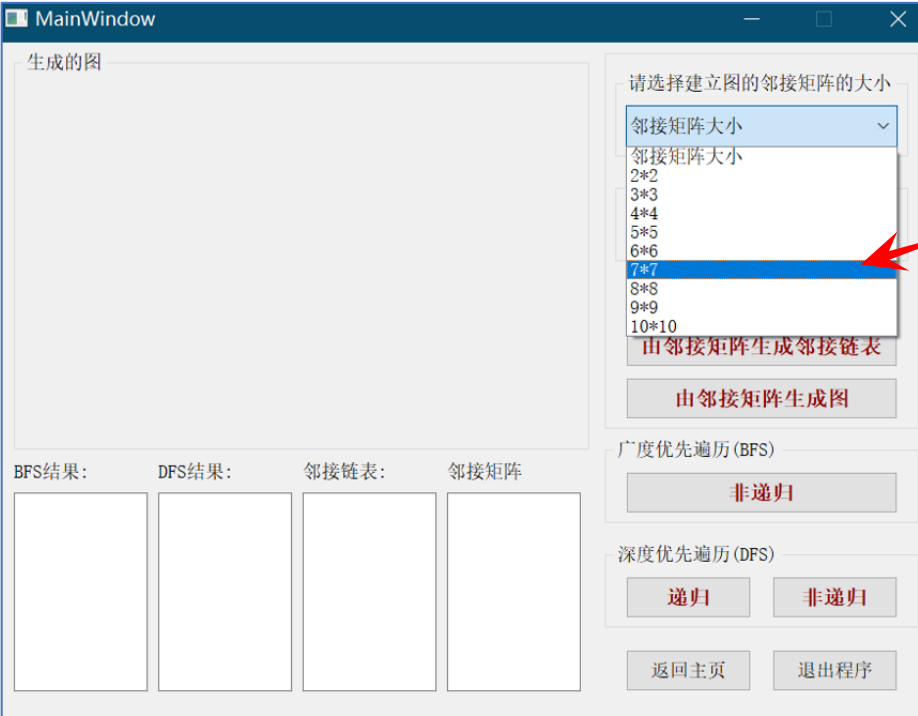 MainWindow
生成的图
请选择建立图的邻接矩阵的大小
邻接矩阵大小
邻接矩阵大小
2*2
3*3
4*4
5*5
6*6
7*7
8*8
9*9
10*10
由邻接矩阵生成邻接链表
由邻接矩阵生成图
广度优先遍历(BFS)
非递归
深度优先遍历(DFS)
递归 非递归
返回主页 退出程序
BFS结果: DFS结果: 邻接链表: 邻接矩阵